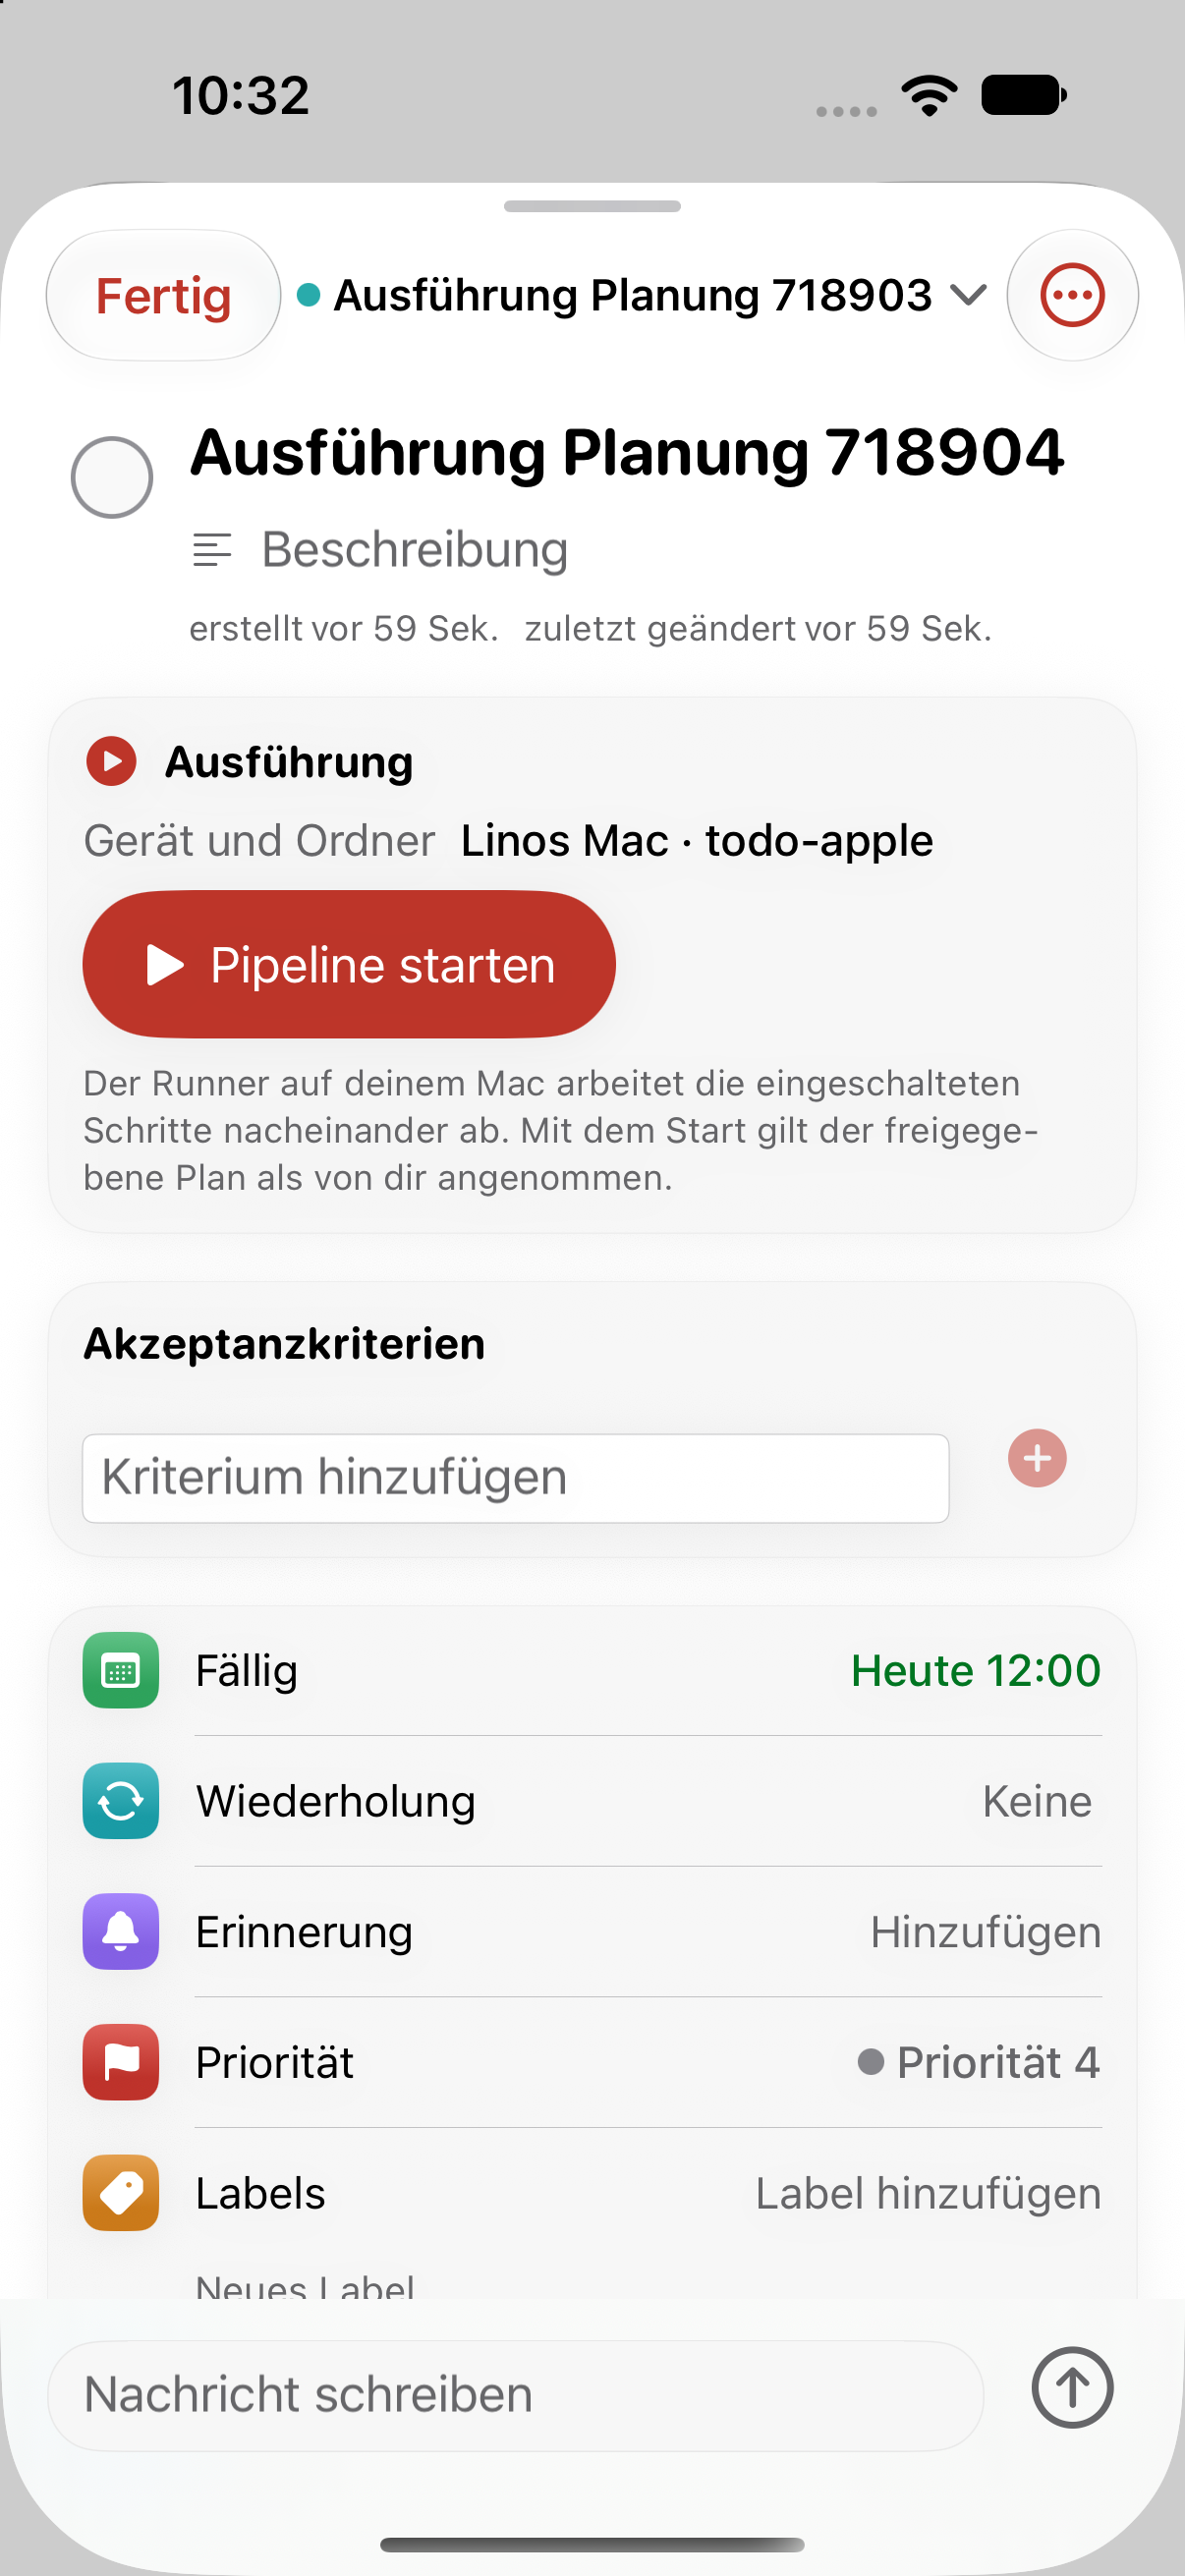 10:32
Fertig
Ausführung Planung 718903
Ausführung Planung 718904
Beschreibung
erstellt vor 59 Sek. zuletzt geändert vor 59 Sek.
Ausführung
Gerät und Ordner Linos Mac · todo-apple
Pipeline starten
Der Runner auf deinem Mac arbeitet die eingeschalteten
Schritte nacheinander ab. Mit dem Start gilt der freigege-
bene Plan als von dir angenommen.
Akzeptanzkriterien
Kriterium hinzufügen
Fällig Heute 12:00
Wiederholung Keine
Erinnerung Hinzufügen
Priorität Priorität 4
Labels Label hinzufügen
Neues Label
Nachricht schreiben